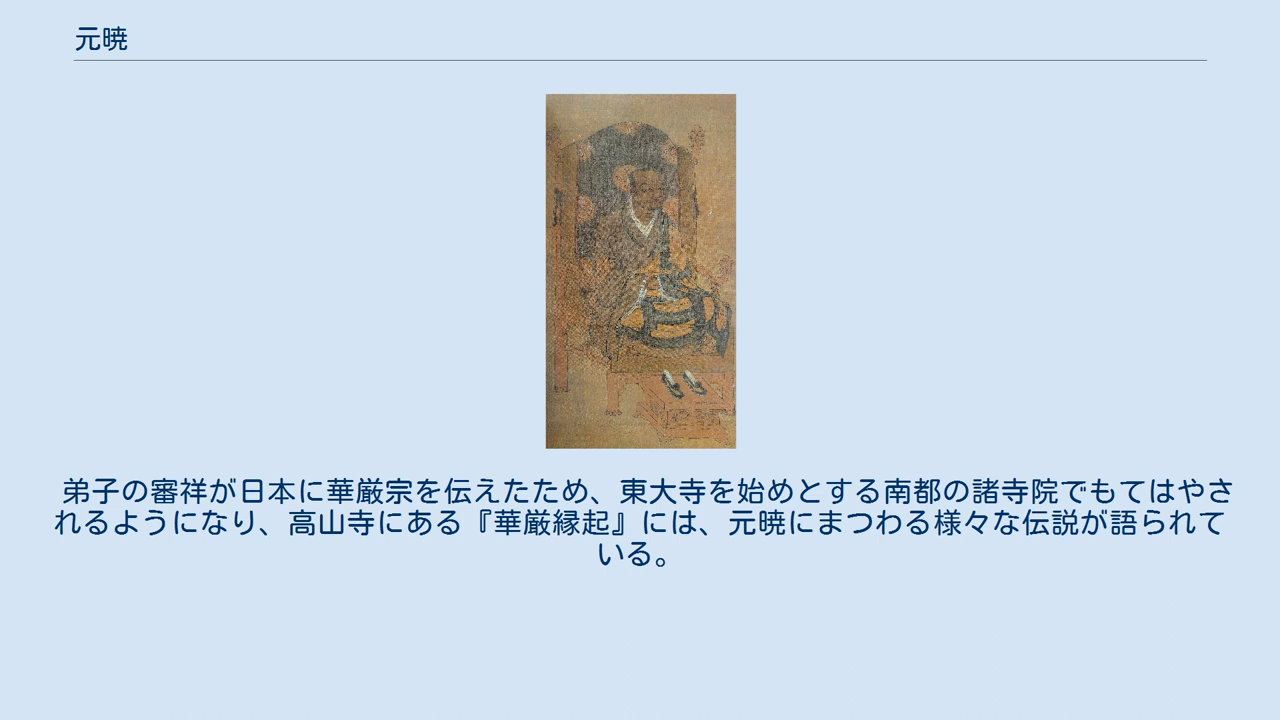 元暁
弟子の審祥が日本に華厳宗を伝えたため、東大寺を始めとする南都の諸寺院でもてはやさ
れるようになり、高山寺にある『華厳縁起』には、元暁にまつわる様々な伝説が語られて
いる。